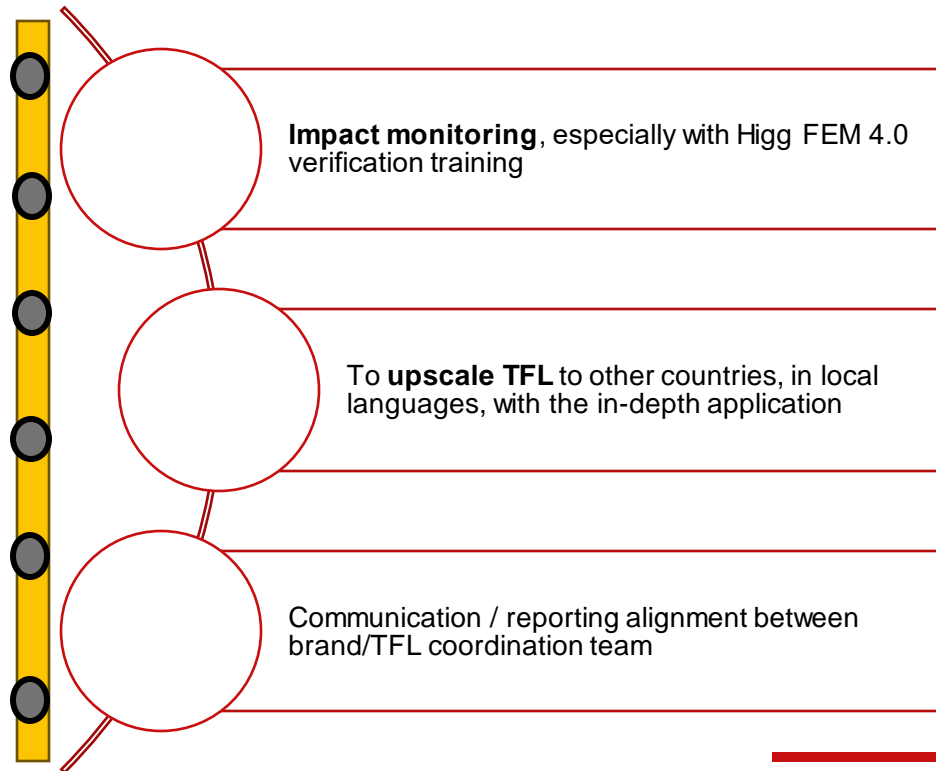 Impact monitoring, especially with Higg FEM 4.0
verification training
To upscale TFL to other countries, in local
languages, with the in-depth application
Communication / reporting alignment between
brand/TFL coordination team